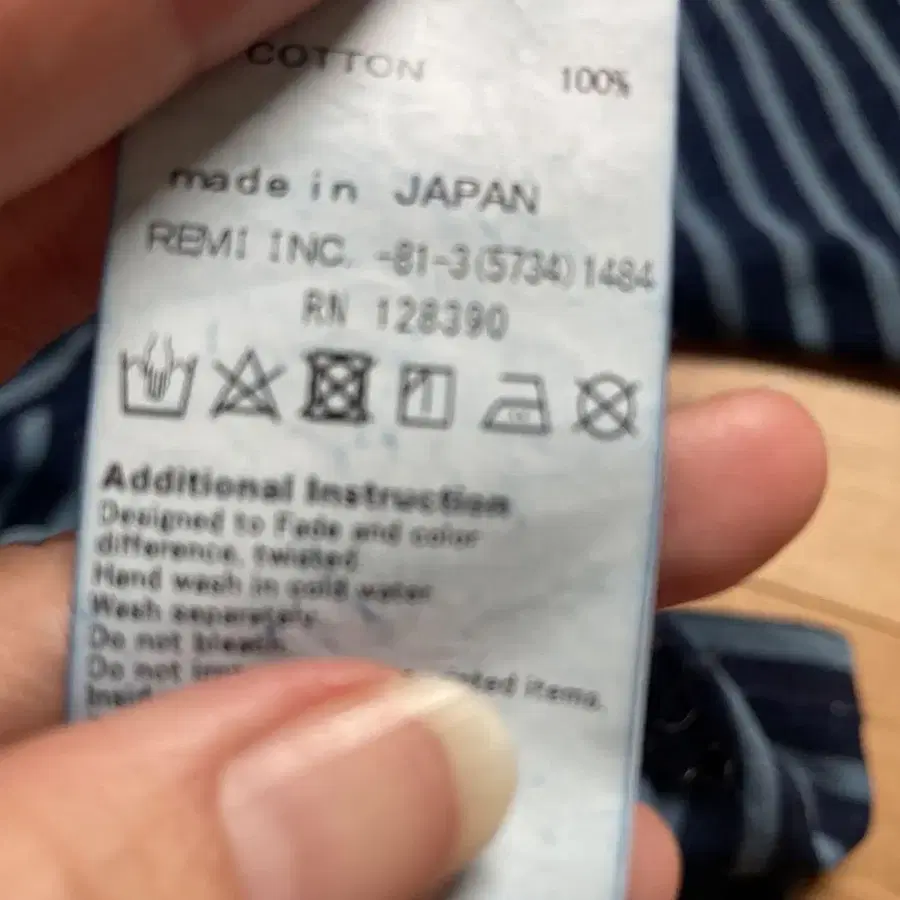 COTTON 100%
made in JAPAN
REMI INC. -81-3(5734)1484
RN 128390
Additional Instruction
Designed to Fade and color
difference, twisted
Hand wash in cold water
Wash separately
Do not bleach
Do not items.